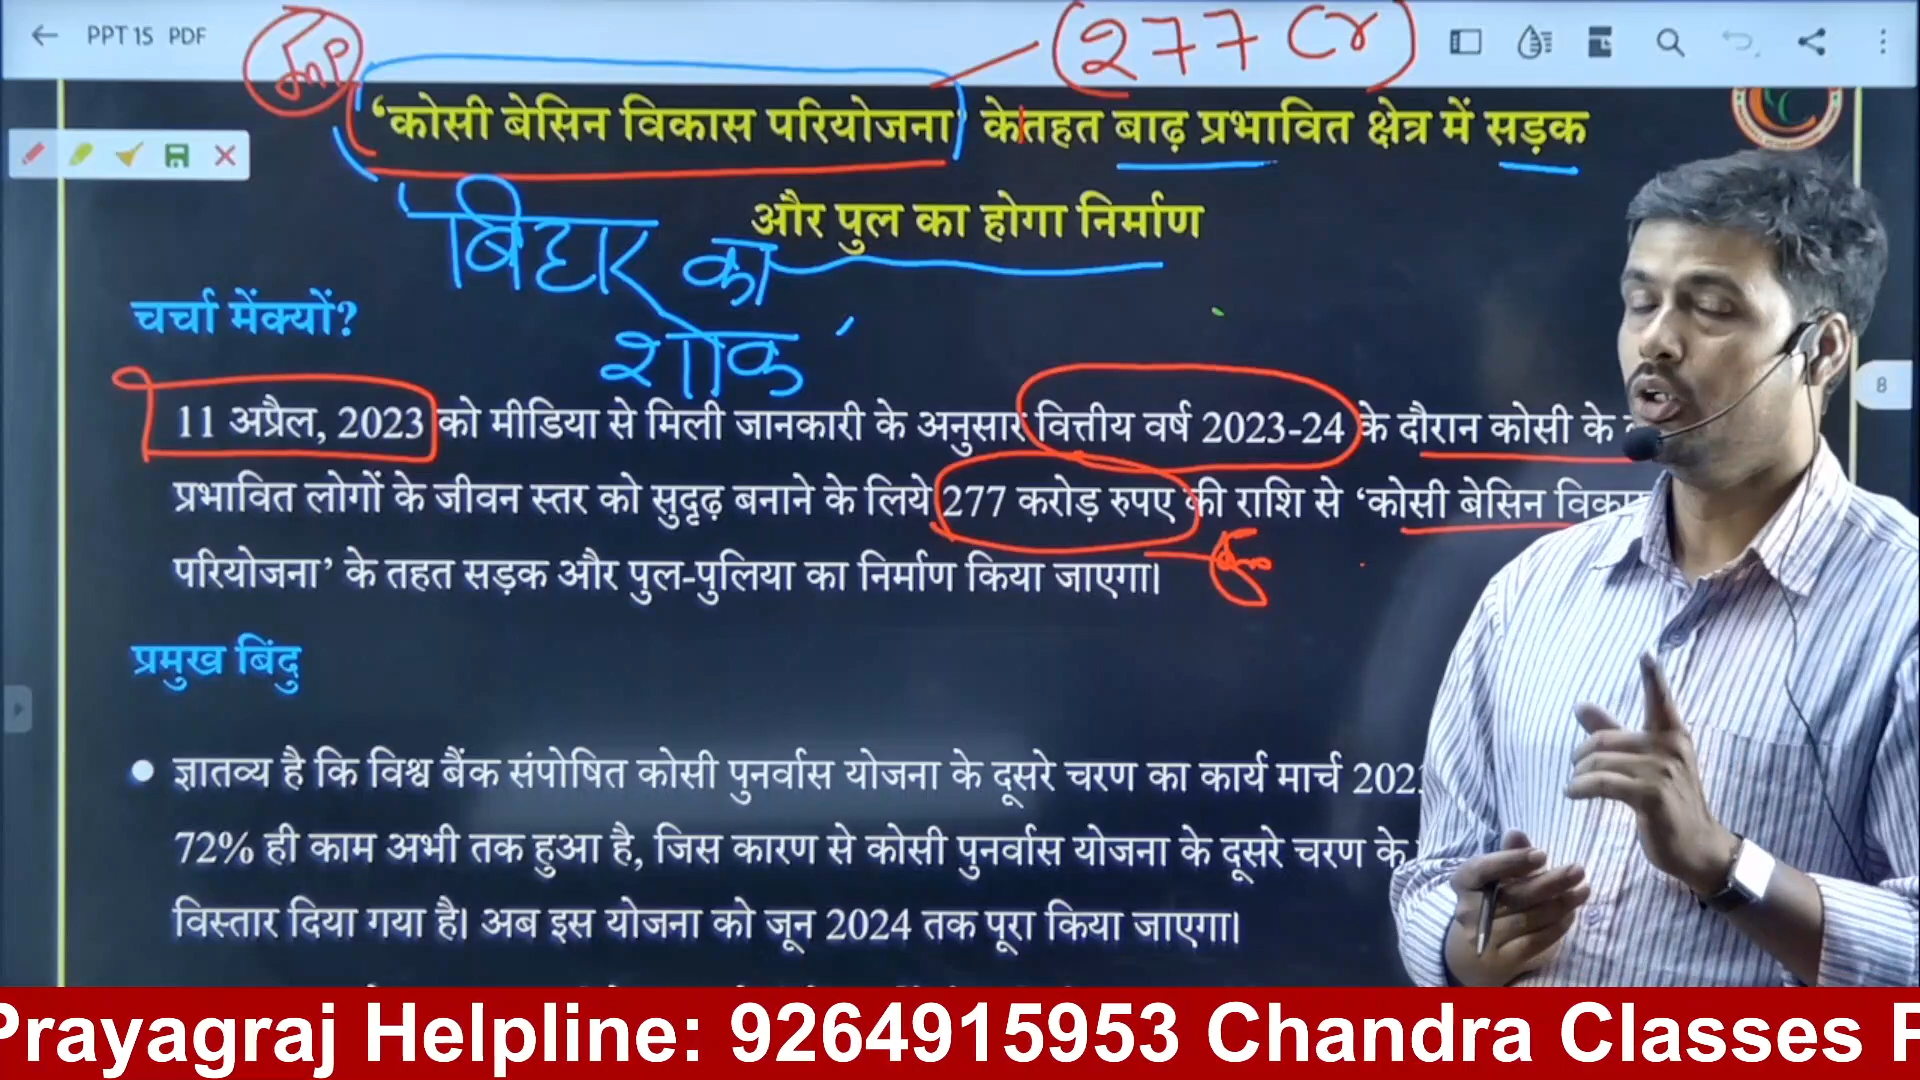 PPT 15 PDF
Imp
(277 Cr)
‘कोसी बेसिन विकास परियोजना’ केतहत बाढ़ प्रभावित क्षेत्र में सड़क
और पुल का होगा निर्माण
'बिहार का
शोक'
चर्चा मेंक्यों?
11 अप्रैल, 2023 को मीडिया से मिली जानकारी के अनुसार वित्तीय वर्ष 2023-24 के दौरान कोसी के
8
प्रभावित लोगों के जीवन स्तर को सुदृढ़ बनाने के लिये 277 करोड़ रुपए की राशि से ‘कोसी बेसिन
परियोजना’ के तहत सड़क और पुल-पुलिया का निर्माण किया जाएगा।
प्रमुख बिंदु
● ज्ञातव्य है कि विश्व बैंक संपोषित कोसी पुनर्वास योजना के दूसरे चरण का कार्य मार्च
72% ही काम अभी तक हुआ है, जिस कारण से कोसी पुनर्वास योजना के दूसरे चरण के
विस्तार दिया गया है। अब इस योजना को जून 2024 तक पूरा किया जाएगा।
Prayagraj Helpline: 9264915953 Chandra Classes